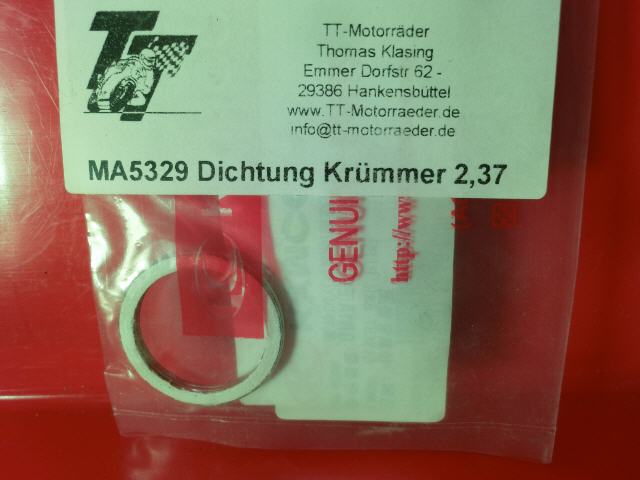 TT
TT-Motorräder
Thomas Klasing
Emmer Dorfstr 62 -
29386 Hankensbüttel
www.TT-Motorraeder.de
info@tt-motorraeder.de
MA5329 Dichtung Krümmer 2,37
GENUI
http://www